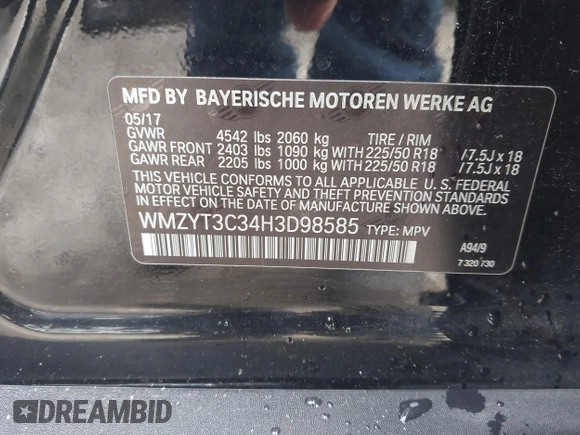 MFD BY BAYERISCHE MOTOREN WERKE AG
05/17
GVWR 4542 lbs 2060 kg TIRE / RIM
GAWR FRONT 2403 lbs 1090 kg WITH 225/50 R18 /7.5J x 18
GAWR REAR 2205 lbs 1000 kg WITH 225/50 R18 /7.5J x 18
THIS VEHICLE CONFORMS TO ALL APPLICABLE U. S. FEDERAL
MOTOR VEHICLE SAFETY AND THEFT PREVENTION STANDARDS
IN EFFECT ON THE DATE OF MANUFACTURE SHOWN ABOVE.
WMZYT3C34H3D98585 TYPE: MPV
A94/9
7 320 730
DREAMBID